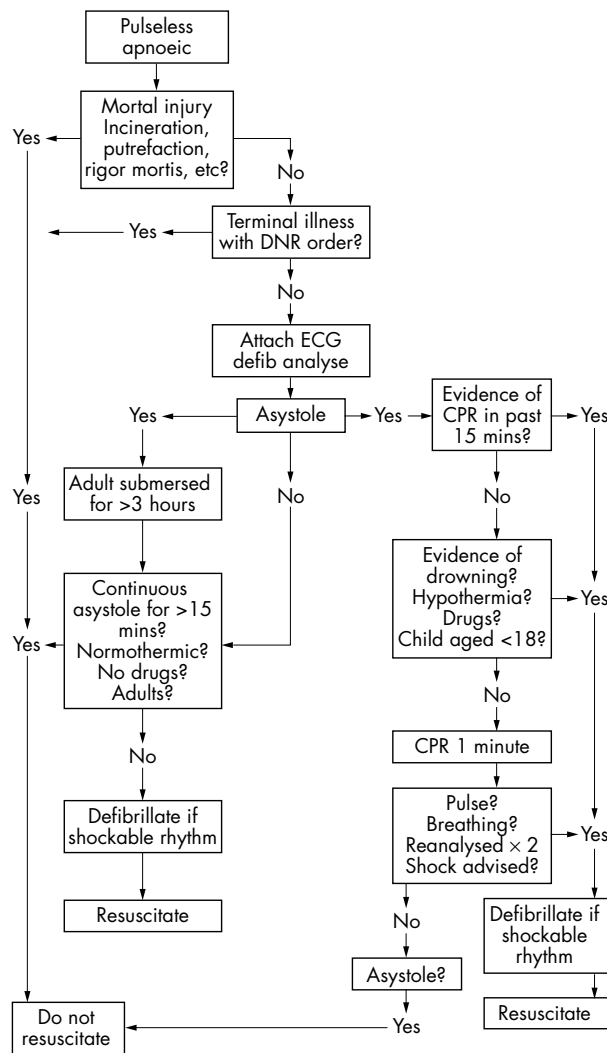 Pulseless
apnoeic
Mortal injury
Incineration,
putrefaction,
rigor mortis, etc?
Yes
No
Terminal illness
with DNR order?
Yes
No
Attach ECG
defib analyse
Asystole
Yes
Yes
Evidence of
CPR in past
15 mins?
Yes
Adult submersed
for >3 hours
Yes
No
No
Continuous
asystole for >15
mins?
Normothermic?
No drugs?
Adults?
Yes
Evidence of
drowning?
Hypothermia?
Drugs?
Child aged <18?
Yes
No
No
CPR 1 minute
Defibrillate if
shockable rhythm
Pulse?
Breathing?
Reanalysed × 2
Shock advised?
Yes
Resuscitate
No
Defibrillate if
shockable
rhythm
Asystole?
Resuscitate
Yes
Do not
resuscitate